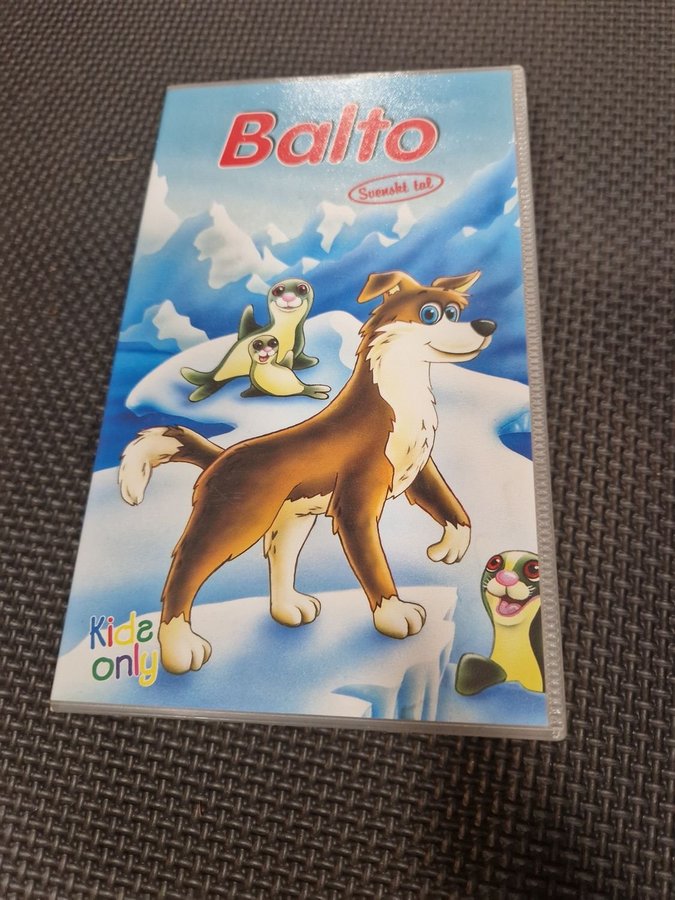 Balto
Svenskt tal
Kids
only